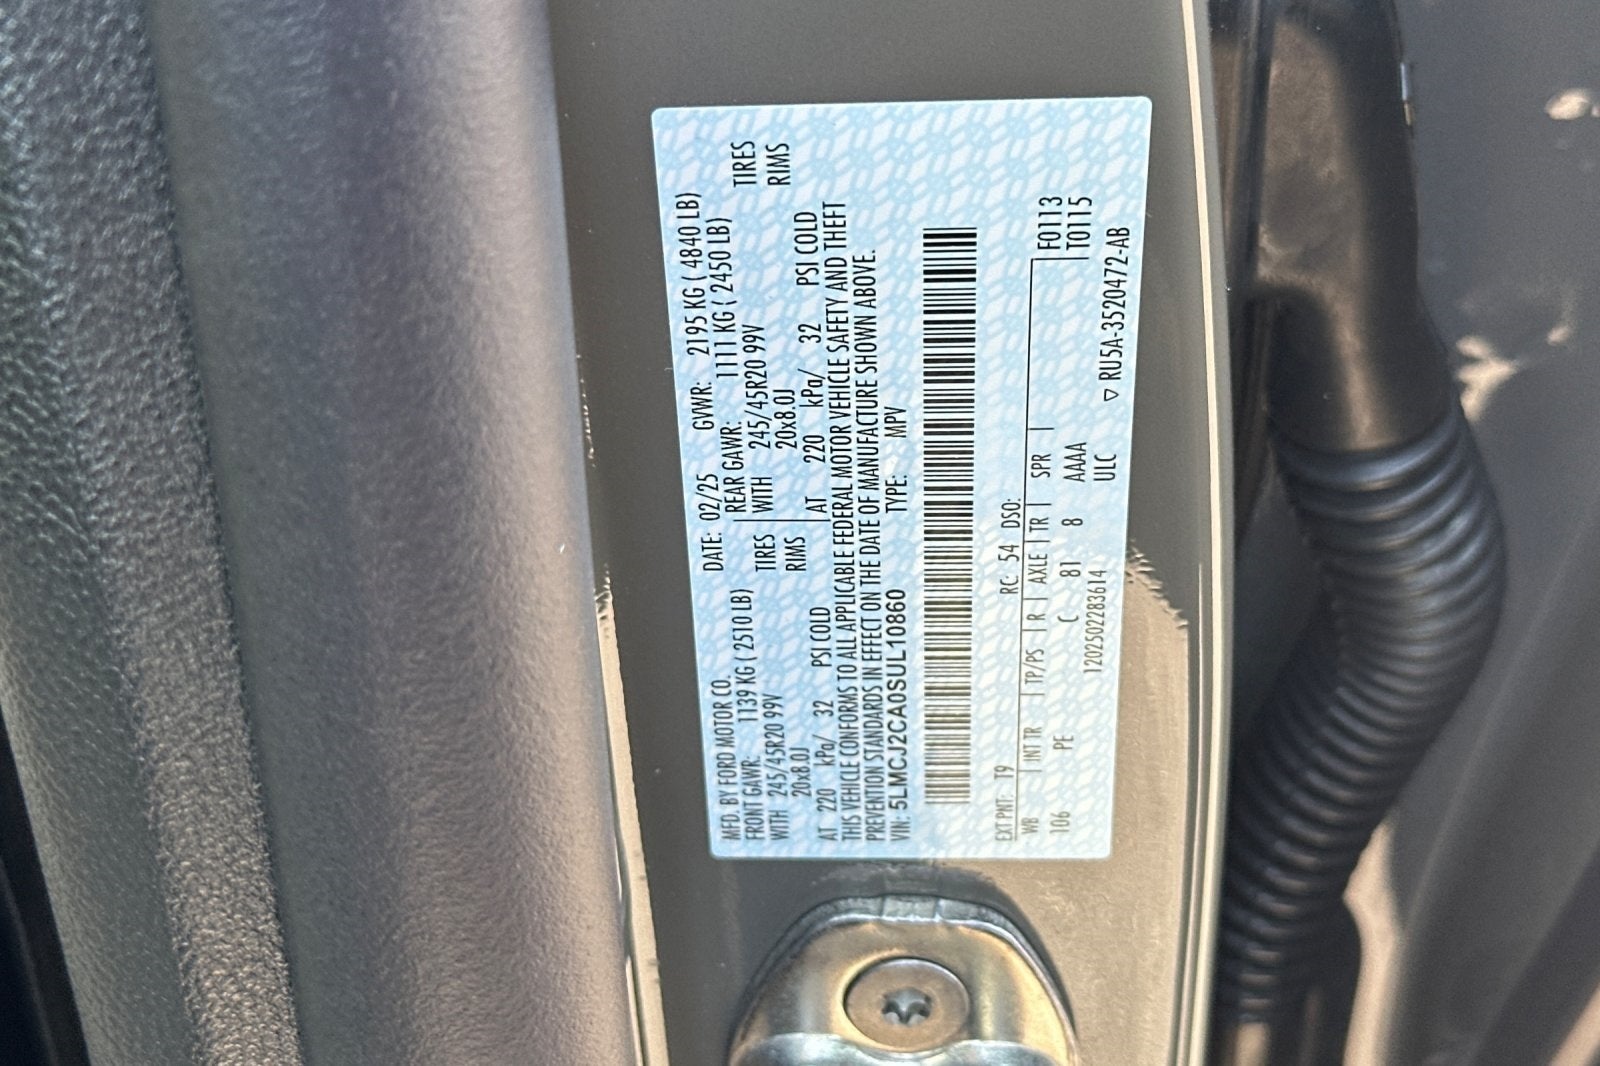 MFD. BY FORD MOTOR CO.
DATE: 02/25 GVWR: 2195 KG ( 4840 LB)
FRONT GAWR: 1139 KG ( 2510 LB) REAR GAWR: 1111 KG ( 2450 LB)
WITH 245/45R20 99V TIRES WITH 245/45R20 99V TIRES
20x8.0J RIMS 20x8.0J RIMS
AT 220 kPa/ 32 PSI COLD AT 220 kPa/ 32 PSI COLD
THIS VEHICLE CONFORMS TO ALL APPLICABLE FEDERAL MOTOR VEHICLE SAFETY AND THEFT
PREVENTION STANDARDS IN EFFECT ON THE DATE OF MANUFACTURE SHOWN ABOVE.
VIN: 5LMCJ2CA0SUL10860 TYPE: MPV
EXT PNT: T9 RC: 54 DSO:
WB INT TR TP/PS R AXLE TR SPR F0113
106 PE C 81 8 AAAA T0115
1202502283614 ULC
▽ RU5A-3520472-AB